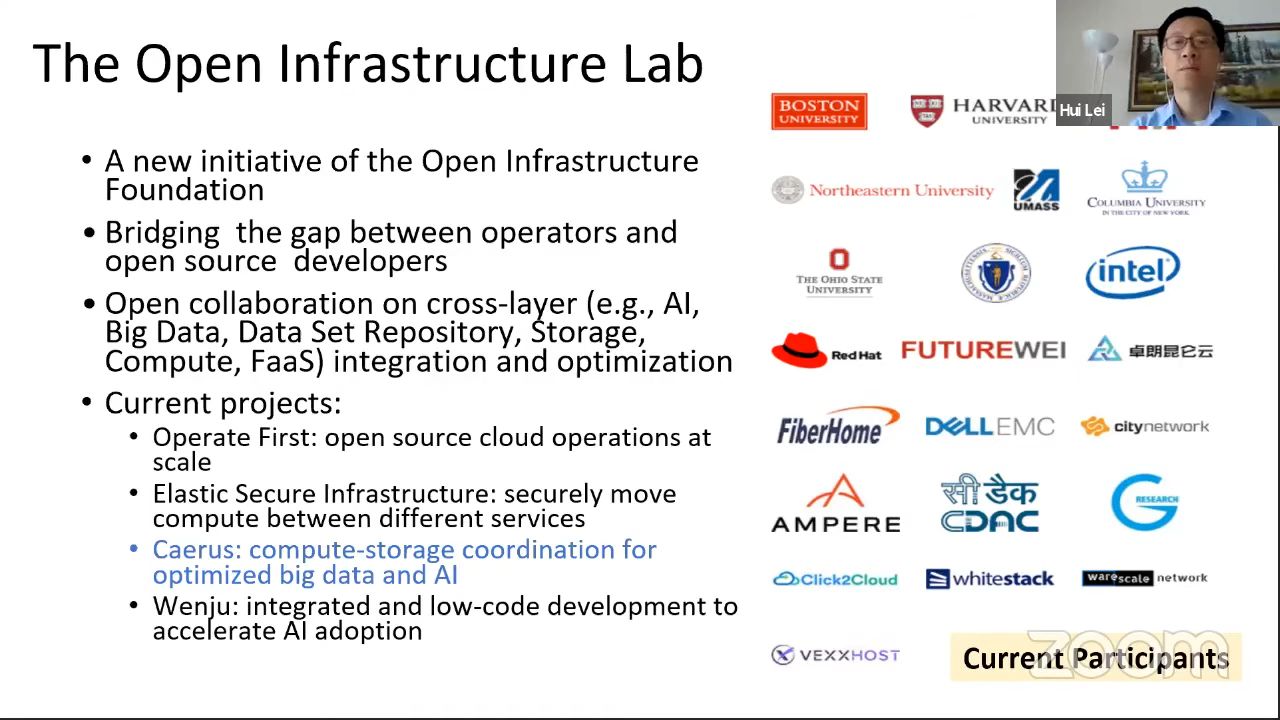 The Open Infrastructure Lab
Hui Lei
• A new initiative of the Open Infrastructure
Foundation
• Bridging  the gap between operators and
open source  developers
• Open collaboration on cross-layer (e.g., AI,
Big Data, Data Set Repository, Storage,
Compute, FaaS) integration and optimization
• Current projects:
• Operate First: open source cloud operations at
scale
• Elastic Secure Infrastructure: securely move
compute between different services
• Caerus: compute-storage coordination for
optimized big data and AI
• Wenju: integrated and low-code development to
accelerate AI adoption
BOSTON
UNIVERSITY
HARVARD
UNIVERSITY
Northeastern University
UMASS
COLUMBIA UNIVERSITY
IN THE CITY OF NEW YORK
THE OHIO STATE
UNIVERSITY
intel
Red Hat
FUTUREWEI
卓朗昆仑云
FiberHome
DELLEMC
citynetwork
AMPERE
सी डैक
CDAC
G RESEARCH
Click2Cloud
whitestack
warescale network
VEXXHOST
Current Participants
zoom